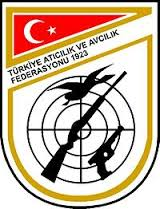 TÜRKİYE ATICILIK VE AVCILIK
FEDERASYONU 1923